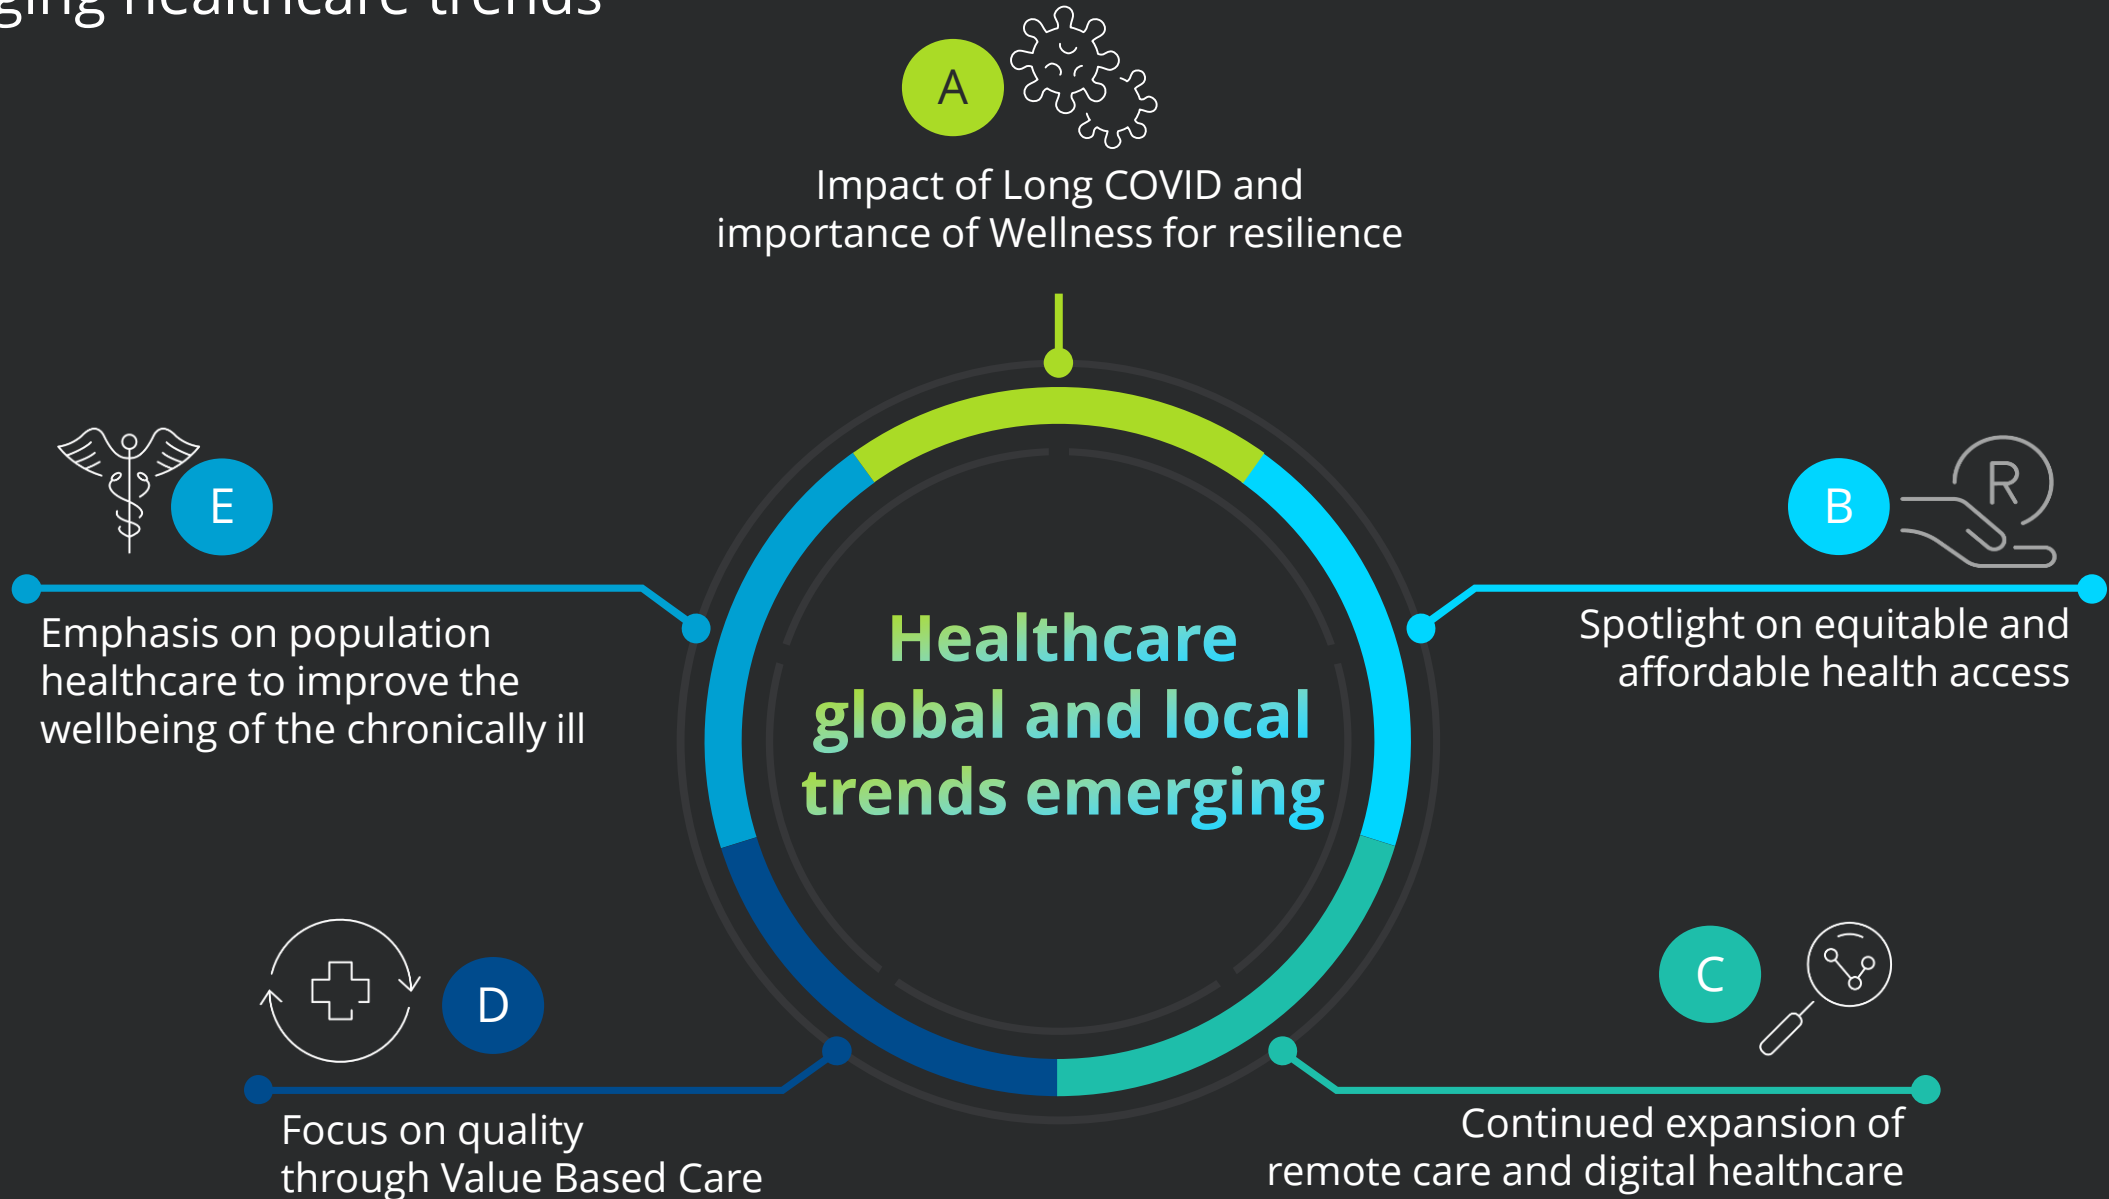 healthcare trends
A
Impact of Long COVID and
importance of Wellness for resilience
B
R
Spotlight on equitable and
affordable health access
C
Continued expansion of
remote care and digital healthcare
D
Focus on quality
through Value Based Care
E
Emphasis on population
healthcare to improve the
wellbeing of the chronically ill
Healthcare
global and local
trends emerging